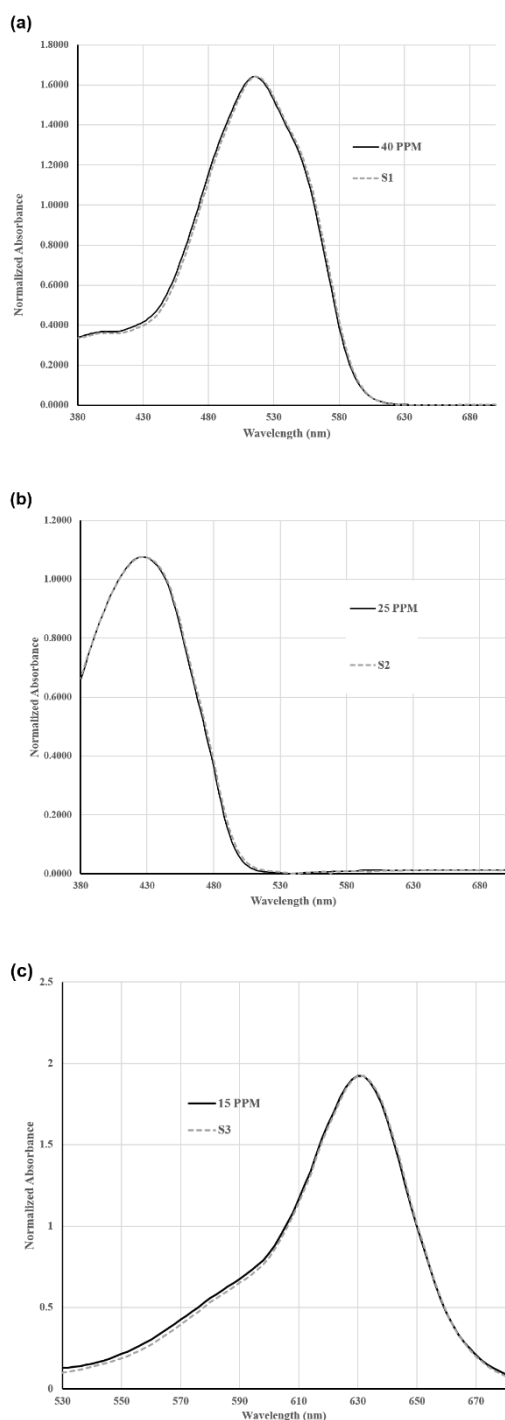 (a)
1.8000
1.6000
1.4000
1.2000
1.0000
0.8000
0.6000
0.4000
0.2000
0.0000
Normalized Absorbance
40 PPM
S1
380 430 480 530 580 630 680
Wavelength (nm)
(b)
1.2000
1.0000
0.8000
0.6000
0.4000
0.2000
0.0000
Normalized Absorbance
25 PPM
S2
380 430 480 530 580 630 680
Wavelength (nm)
(c)
2.5
2
1.5
1
0.5
0
Normalized Absorbance
15 PPM
S3
530 550 570 590 610 630 650 670
Wavelength (nm)